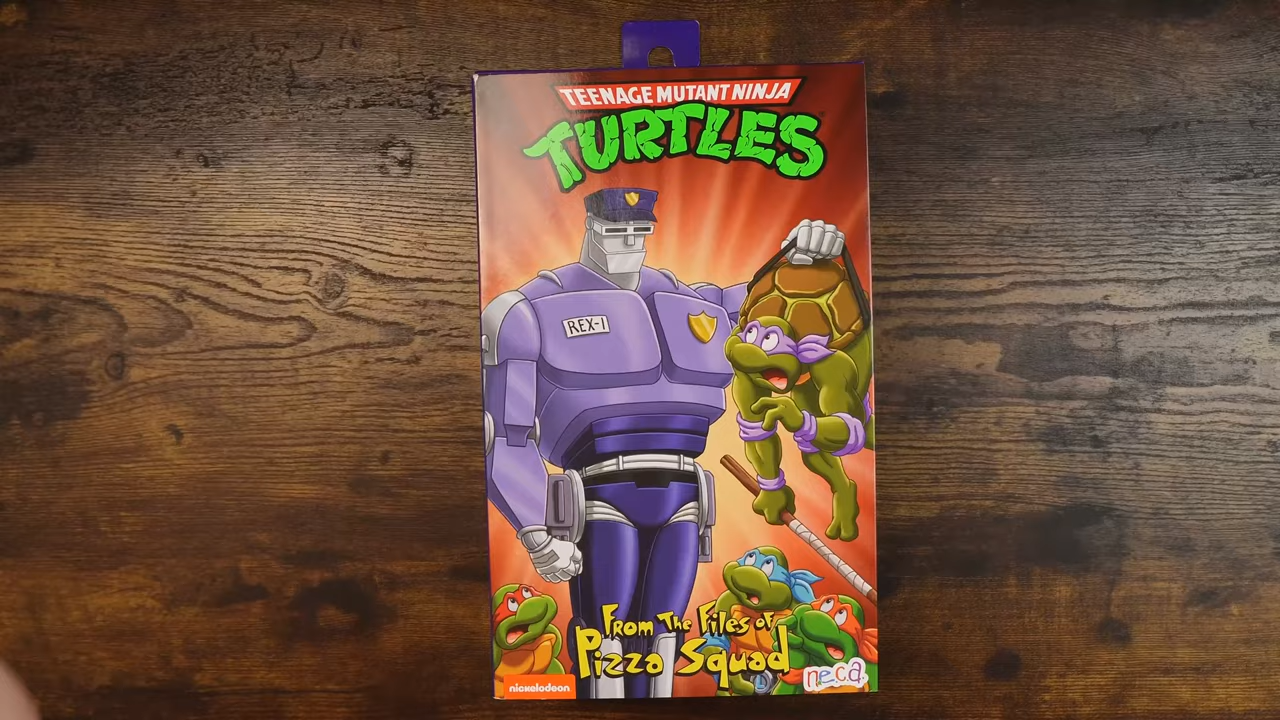 TEENAGE MUTANT NINJA
TURTLES
REX-1
From The Files of
Pizza Squad
nickelodeon
neca
L